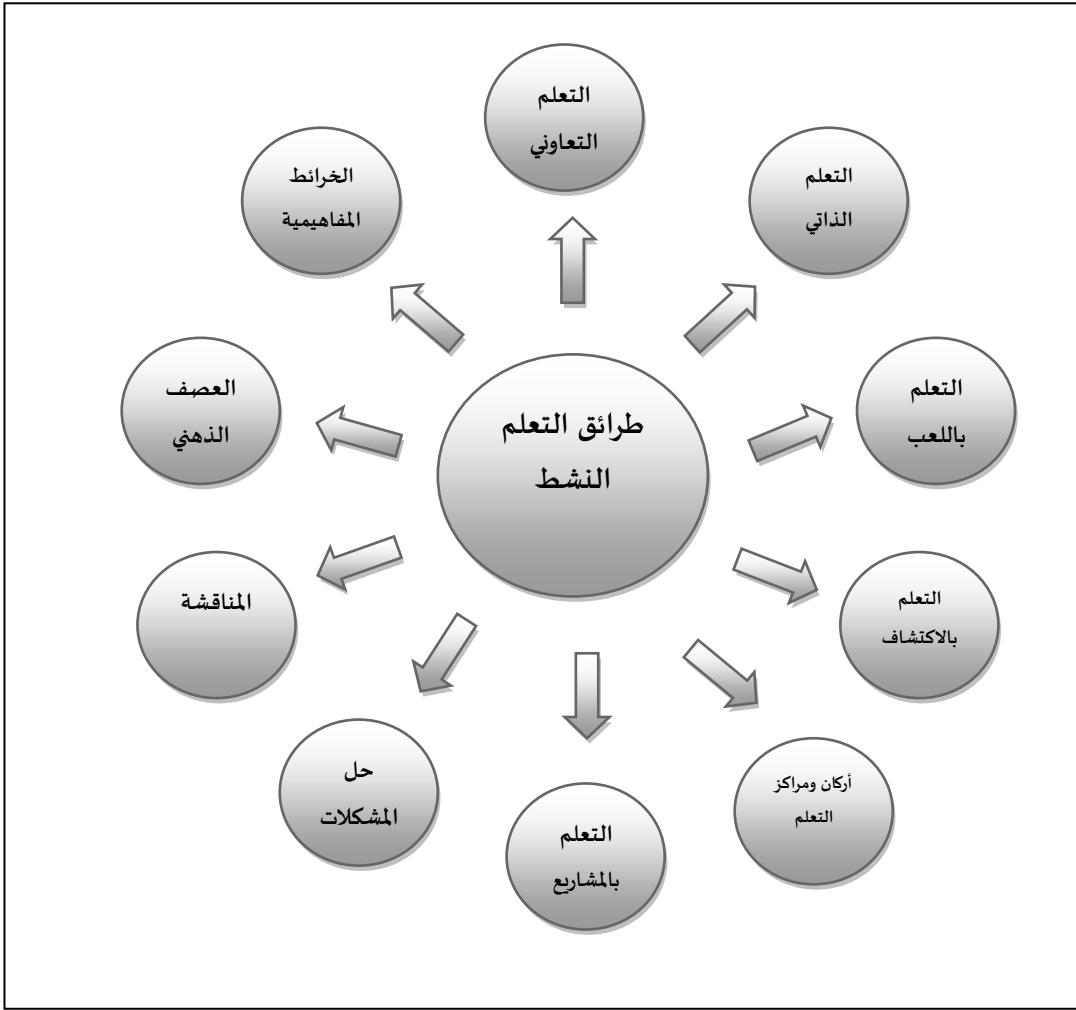 طرائق التعلم
النشط
التعلم
التعاوني
التعلم
الذاتي
التعلم
باللعب
التعلم
بالاكتشاف
أركان ومراكز
التعلم
التعلم
بالمشاريع
حل
المشكلات
المناقشة
العصف
الذهني
الخرائط
المفاهيمية